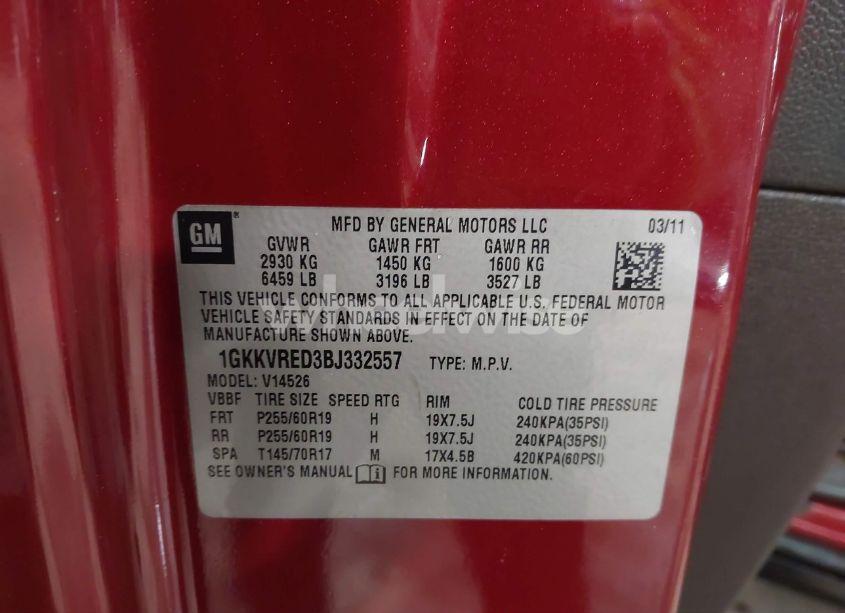 GM
MFD BY GENERAL MOTORS LLC 03/11
GVWR GAWR FRT GAWR RR
2930 KG 1450 KG 1600 KG
6459 LB 3196 LB 3527 LB
THIS VEHICLE CONFORMS TO ALL APPLICABLE U.S. FEDERAL MOTOR
VEHICLE SAFETY STANDARDS IN EFFECT ON THE DATE OF
MANUFACTURE SHOWN ABOVE.
1GKKVRED3BJ332557 TYPE: M.P.V.
MODEL: V14526
VBBF TIRE SIZE SPEED RTG RIM COLD TIRE PRESSURE
FRT P255/60R19 H 19X7.5J 240KPA(35PSI)
RR P255/60R19 H 19X7.5J 240KPA(35PSI)
SPA T145/70R17 M 17X4.5B 420KPA(60PSI)
SEE OWNER'S MANUAL FOR MORE INFORMATION.